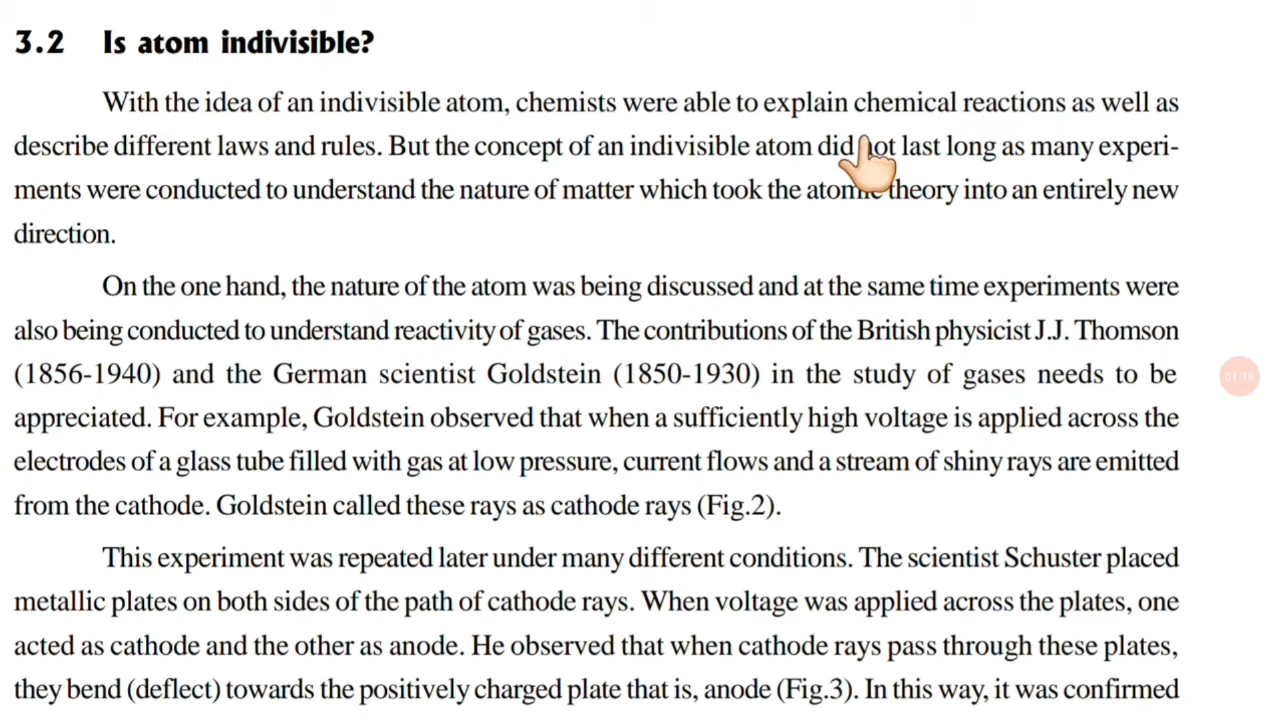 3.2 Is atom indivisible?
With the idea of an indivisible atom, chemists were able to explain chemical reactions as well as
describe different laws and rules. But the concept of an indivisible atom did not last long as many experi-
ments were conducted to understand the nature of matter which took the atomic theory into an entirely new
direction.
On the one hand, the nature of the atom was being discussed and at the same time experiments were
also being conducted to understand reactivity of gases. The contributions of the British physicist J.J. Thomson
(1856-1940) and the German scientist Goldstein (1850-1930) in the study of gases needs to be
appreciated. For example, Goldstein observed that when a sufficiently high voltage is applied across the
electrodes of a glass tube filled with gas at low pressure, current flows and a stream of shiny rays are emitted
from the cathode. Goldstein called these rays as cathode rays (Fig.2).
This experiment was repeated later under many different conditions. The scientist Schuster placed
metallic plates on both sides of the path of cathode rays. When voltage was applied across the plates, one
acted as cathode and the other as anode. He observed that when cathode rays pass through these plates,
they bend (deflect) towards the positively charged plate that is, anode (Fig.3). In this way, it was confirmed
01:14